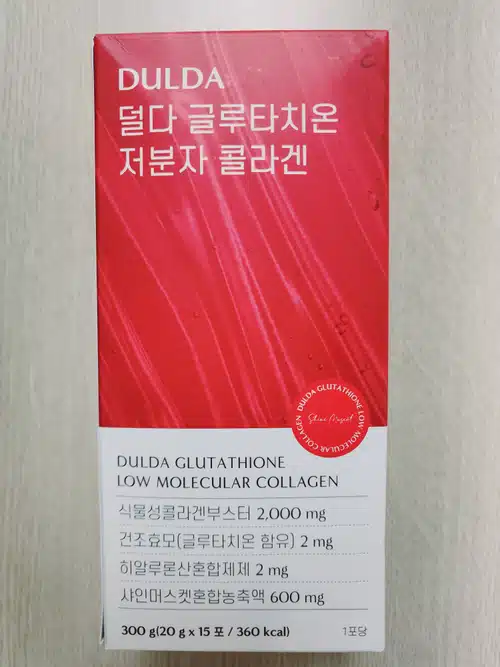 DULDA
덜다 글루타치온
저분자 콜라겐
DULDA GLUTATHIONE LOW MOLECULAR COLLAGEN
DULDA GLUTATHIONE
LOW MOLECULAR COLLAGEN
식물성콜라겐부스터 2,000 mg
건조효모(글루타치온 함유) 2 mg
히알루론산혼합제제 2 mg
샤인머스켓혼합농축액 600 mg
300 g(20 g x 15 포 / 360 kcal)
1포당